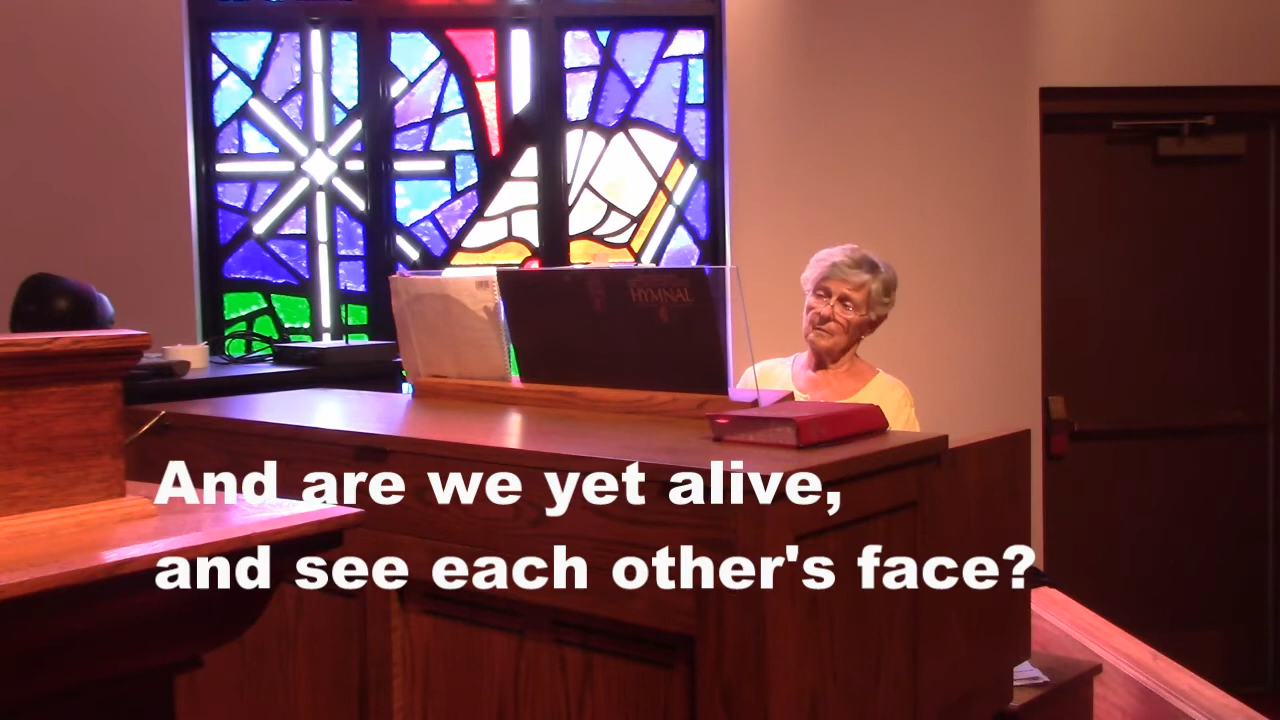 HYMNAL
And are we yet alive,
and see each other's face?